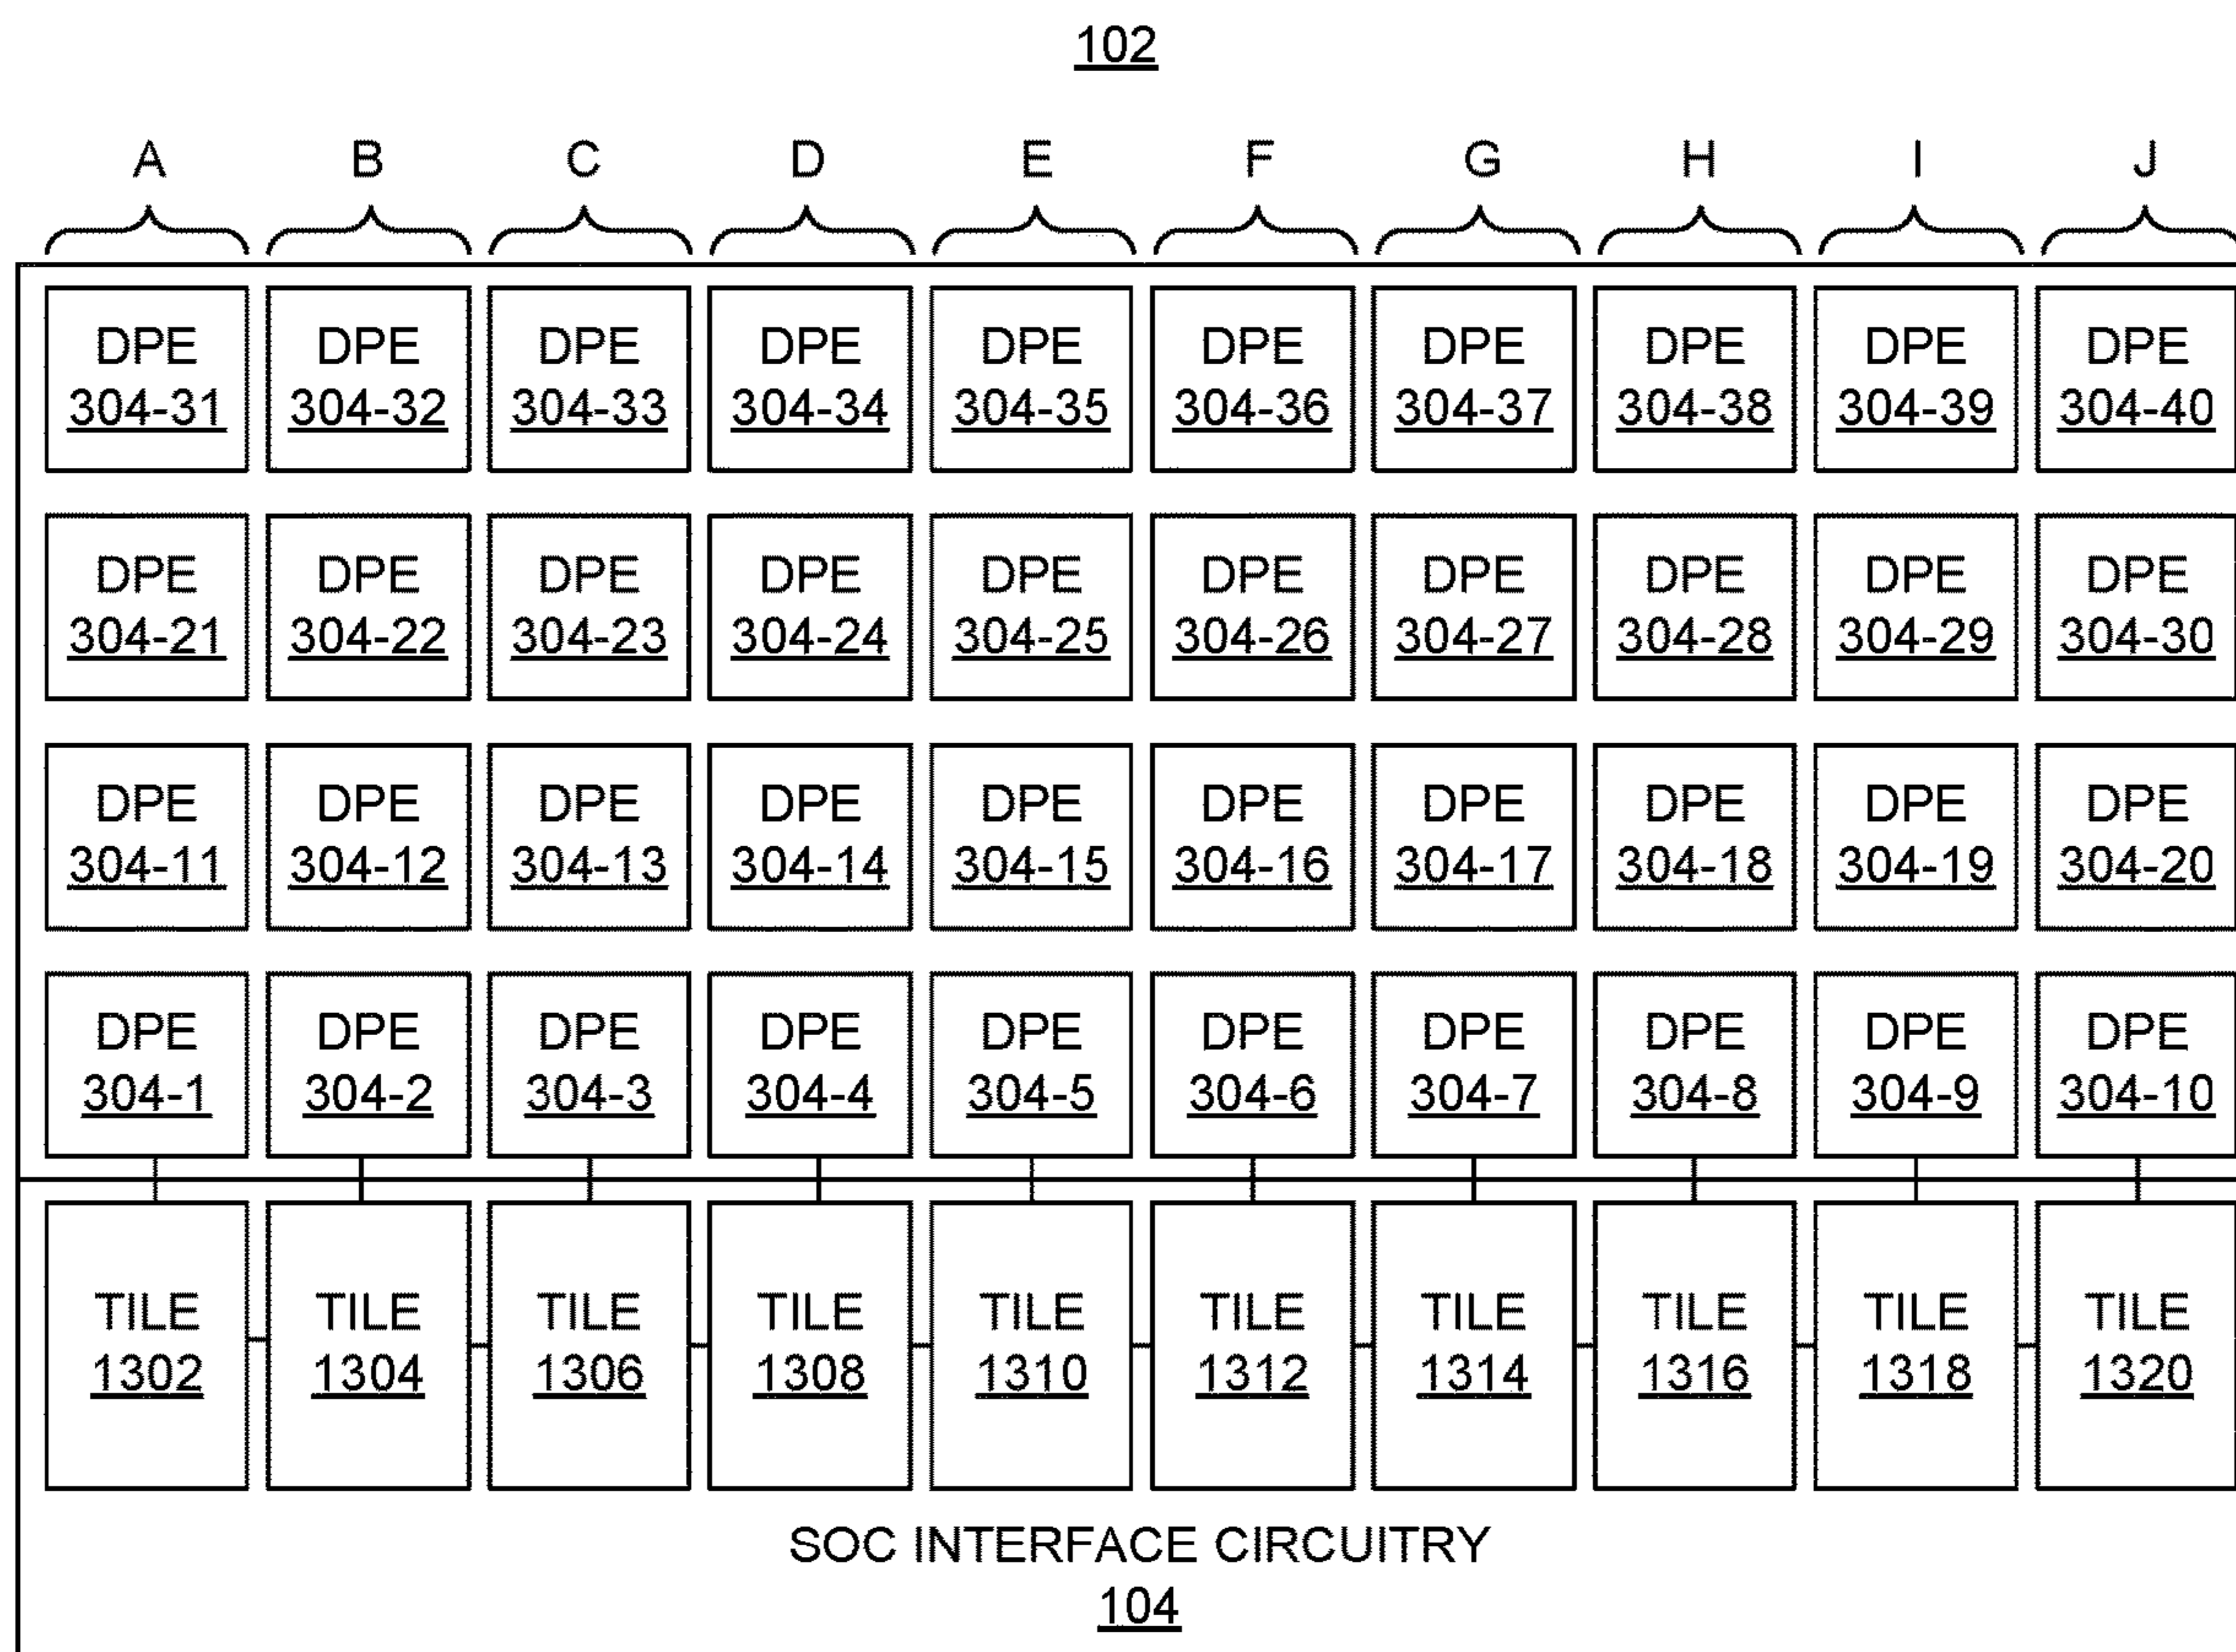 102
A B C D E F G H I J
DPE DPE DPE DPE DPE DPE DPE DPE DPE DPE
304-31 304-32 304-33 304-34 304-35 304-36 304-37 304-38 304-39 304-40
DPE DPE DPE DPE DPE DPE DPE DPE DPE DPE
304-21 304-22 304-23 304-24 304-25 304-26 304-27 304-28 304-29 304-30
DPE DPE DPE DPE DPE DPE DPE DPE DPE DPE
304-11 304-12 304-13 304-14 304-15 304-16 304-17 304-18 304-19 304-20
DPE DPE DPE DPE DPE DPE DPE DPE DPE DPE
304-1 304-2 304-3 304-4 304-5 304-6 304-7 304-8 304-9 304-10
TILE TILE TILE TILE TILE TILE TILE TILE TILE TILE
1302 1304 1306 1308 1310 1312 1314 1316 1318 1320
SOC INTERFACE CIRCUITRY
104